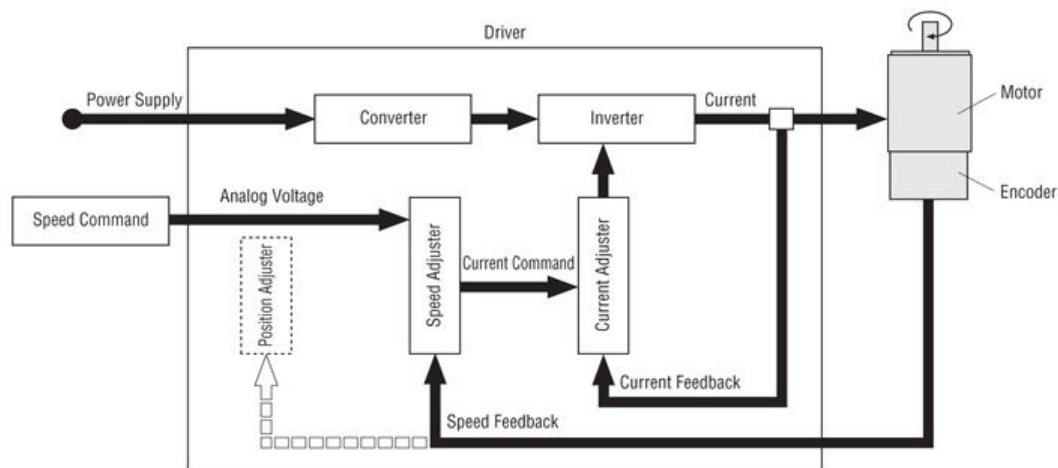 Driver
Power Supply
Converter
Inverter
Current
Motor
Encoder
Speed Command
Analog Voltage
Position Adjuster
Speed Adjuster
Current Command
Current Adjuster
Current Feedback
Speed Feedback